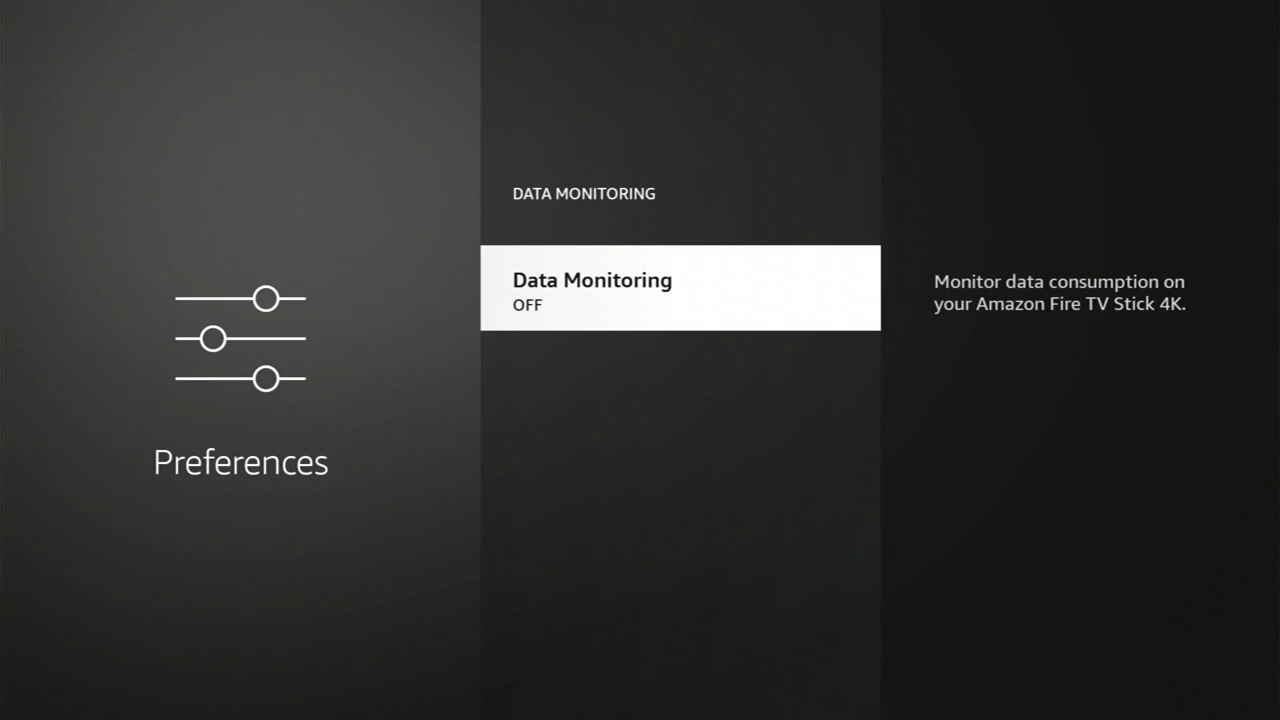 DATA MONITORING
Data Monitoring
OFF
Monitor data consumption on
your Amazon Fire TV Stick 4K.
Preferences